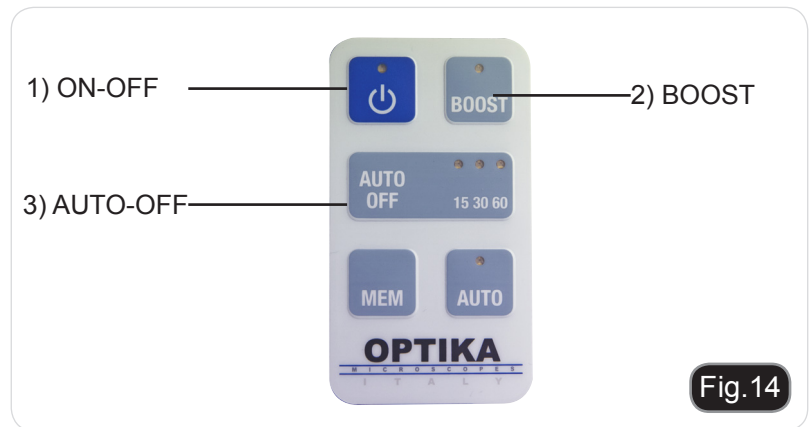 1) ON-OFF
BOOST
2) BOOST
3) AUTO-OFF
AUTO
OFF
15 30 60
MEM
AUTO
OPTIKA
MICROSCOPES
ITALY
Fig.14